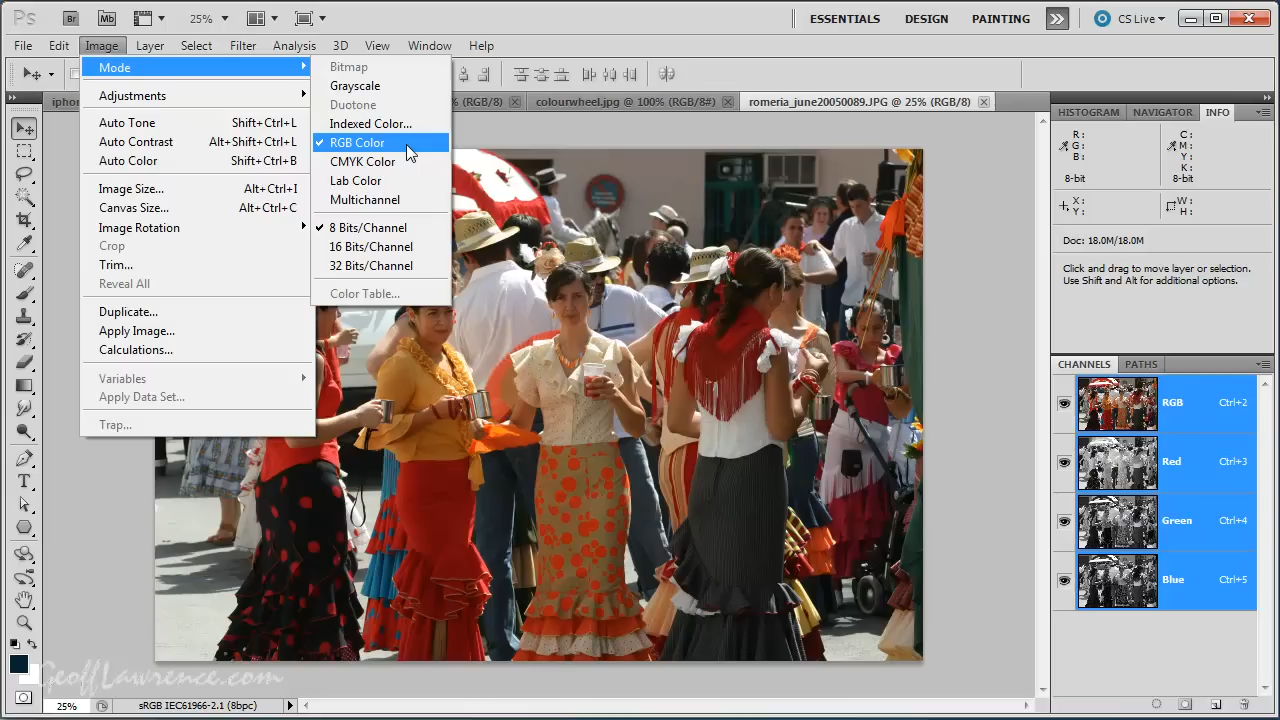 Ps Br Mb 25% ESSENTIALS DESIGN PAINTING CS Live
File Edit Image Layer Select Filter Analysis 3D View Window Help
Mode
Adjustments
Auto Tone Shift+Ctrl+L
Auto Contrast Alt+Shift+Ctrl+L
Auto Color Shift+Ctrl+B
Image Size... Alt+Ctrl+I
Canvas Size... Alt+Ctrl+C
Image Rotation
Crop
Trim...
Reveal All
Duplicate...
Apply Image...
Calculations...
Variables
Apply Data Set...
Trap...
Bitmap
Grayscale
Duotone
Indexed Color...
RGB Color
CMYK Color
Lab Color
Multichannel
8 Bits/Channel
16 Bits/Channel
32 Bits/Channel
Color Table...
iphon % (RGB/8) colourwheel.jpg @ 100% (RGB/8#) romeria_june20050089.JPG @ 25% (RGB/8)
HISTOGRAM NAVIGATOR INFO
R: C:
G: M:
B: Y:
K:
8-bit 8-bit
X: W:
Y: H:
Doc: 18.0M/18.0M
Click and drag to move layer or selection.
Use Shift and Alt for additional options.
CHANNELS PATHS
RGB Ctrl+2
Red Ctrl+3
Green Ctrl+4
Blue Ctrl+5
GeoffLawrence.com
25% sRGB IEC61966-2.1 (8bpc)